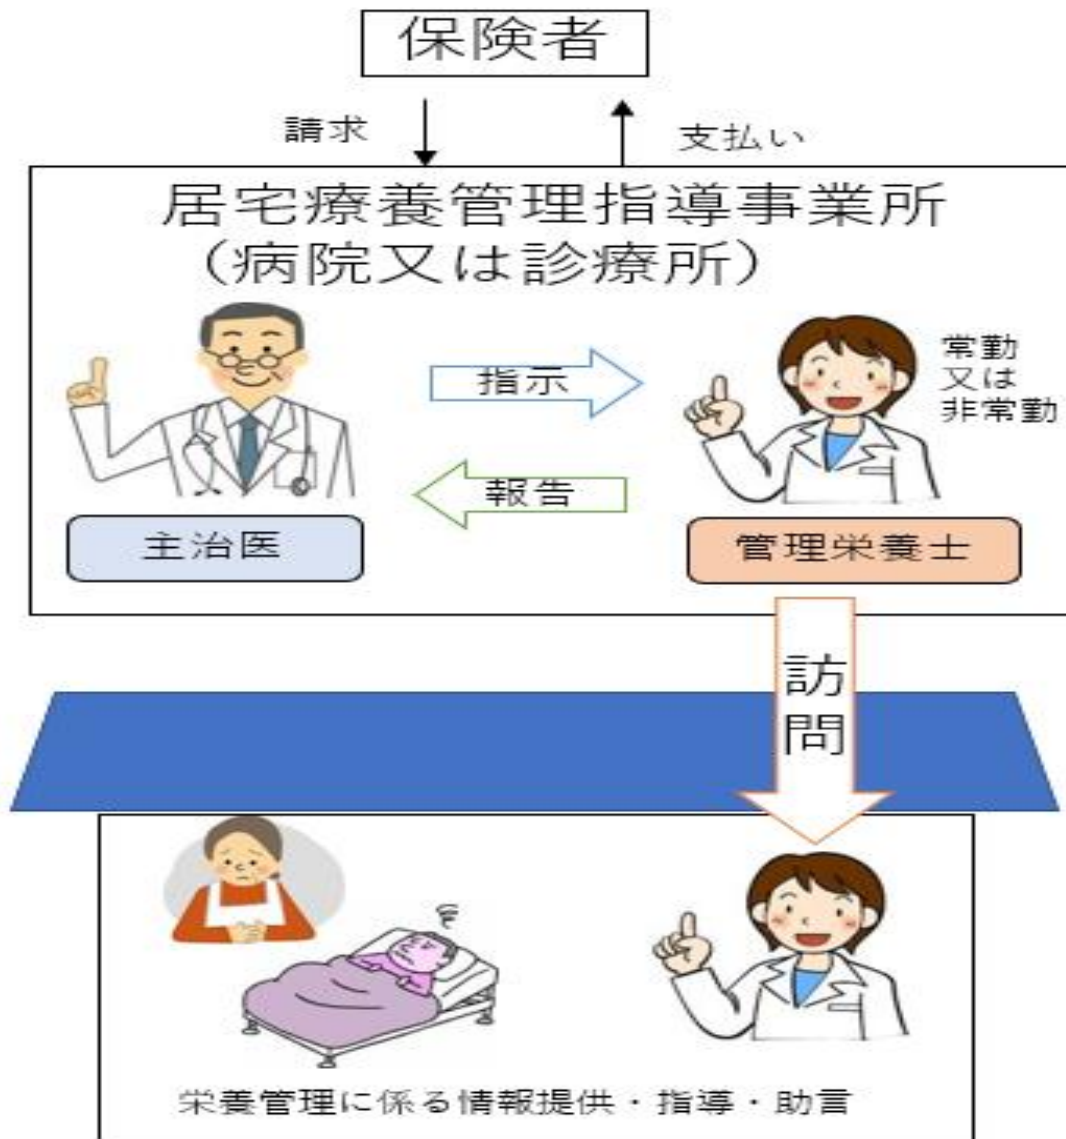 保険者
請求
支払い
居宅療養管理指導事業所
（病院又は診療所）
指示
常勤
又は
非常勤
報告
主治医
管理栄養士
訪問
栄養管理に係る情報提供・指導・助言